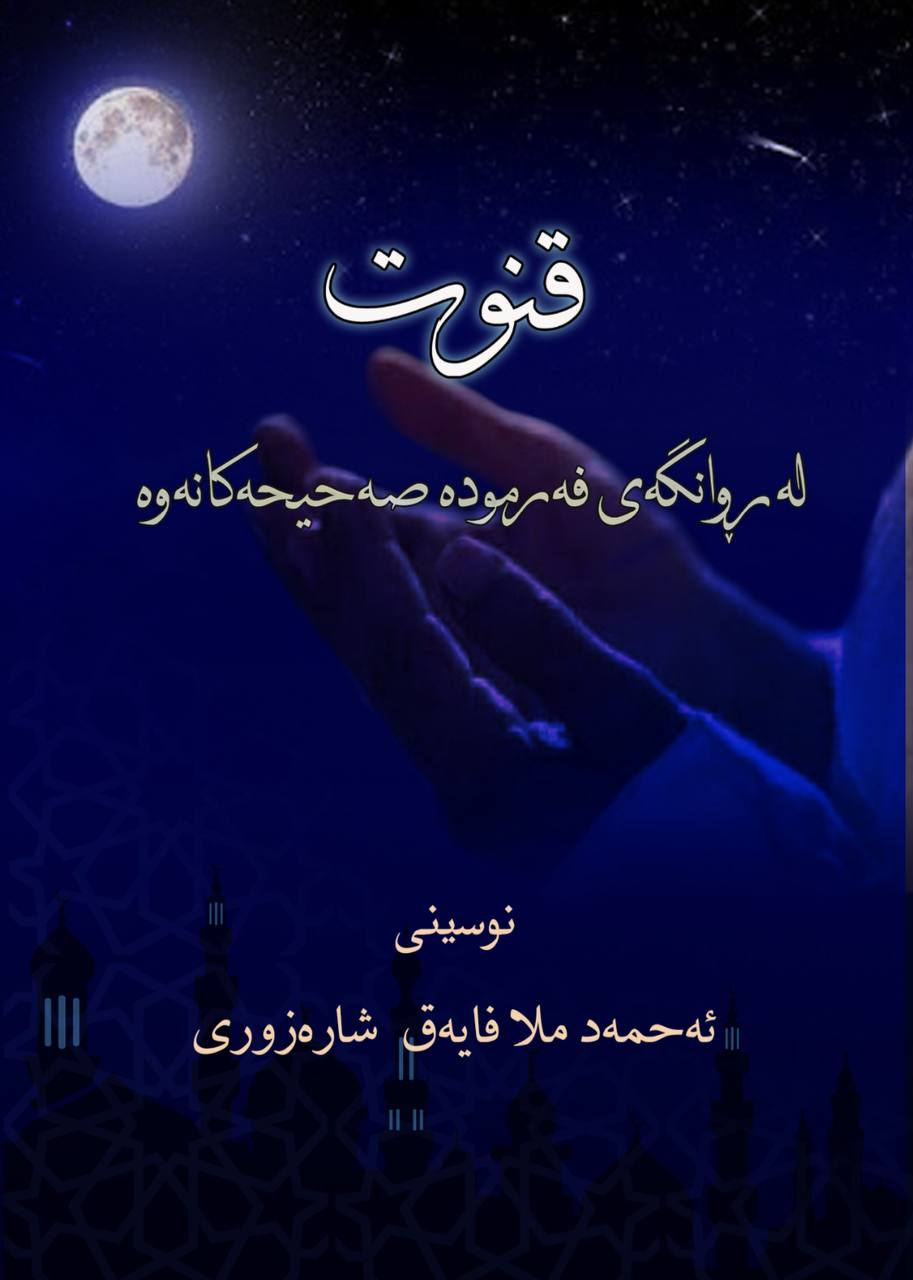 قنوت
لە ڕوانگەی فەرمودە صەحیحەکانەوە
نوسینی
ئەحمەد ملا فایەق شارەزوری